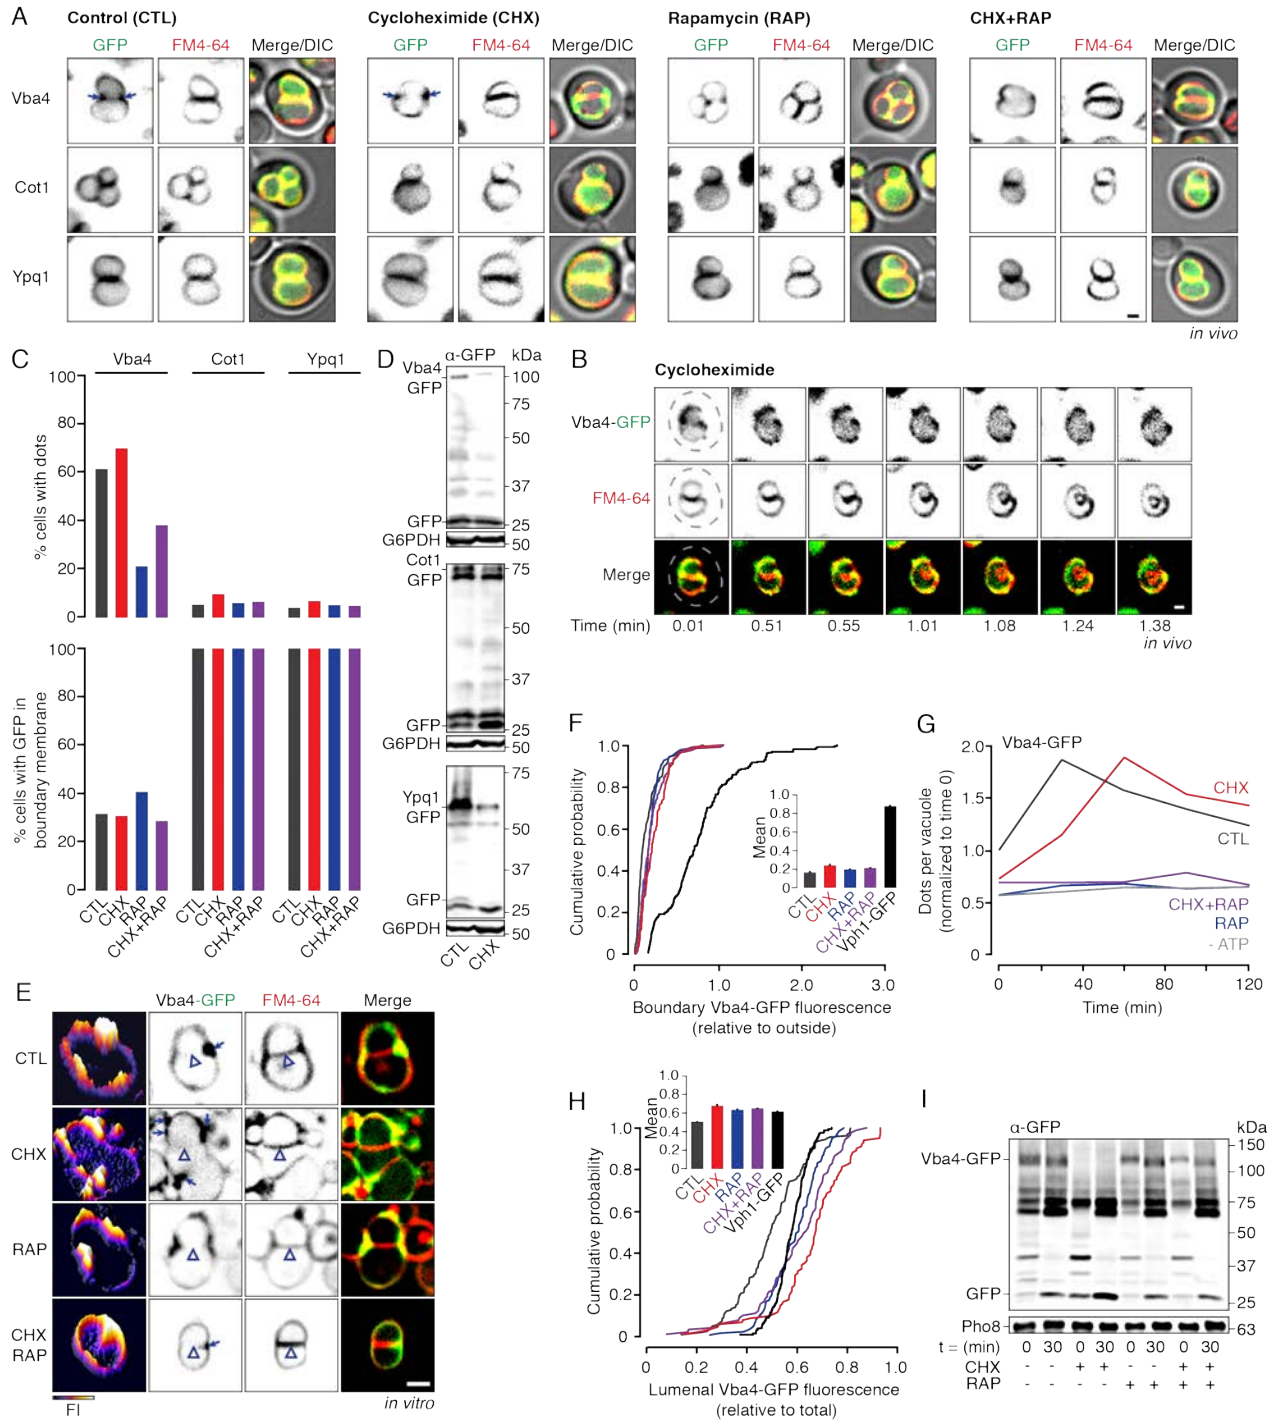 A
Control (CTL)
Cycloheximide (CHX)
Rapamycin (RAP)
CHX+RAP
GFP FM4-64 Merge/DIC
GFP FM4-64 Merge/DIC
GFP FM4-64 Merge/DIC
GFP FM4-64 Merge/DIC
Vba4
Cot1
Ypq1
in vivo
C
Vba4 Cot1 Ypq1
100
80
60
40
20
0
% cells with dots
100
80
60
40
20
0
% cells with GFP in
boundary membrane
CTL CHX RAP CHX+RAP
CTL CHX RAP CHX+RAP
CTL CHX RAP CHX+RAP
D
α-GFP kDa
Vba4
GFP
100
75
50
37
GFP
25
G6PDH
50
Cot1
75
GFP
50
37
GFP
25
G6PDH
50
75
Ypq1
GFP
50
37
GFP
25
G6PDH
50
CTL CHX
B
Cycloheximide
Vba4-GFP
FM4-64
Merge
Time (min) 0.01 0.51 0.55 1.01 1.08 1.24 1.38
in vivo
E
Vba4-GFP FM4-64 Merge
CTL
CHX
RAP
CHX
RAP
FI
in vitro
F
1.0
0.8
0.6
0.4
0.2
0
Cumulative probability
0 1.0 2.0 3.0
Boundary Vba4-GFP fluorescence
(relative to outside)
1.0
0.8
0.6
0.4
0.2
0
Mean
CTL
CHX
RAP
CHX+RAP
Vph1-GFP
G
Vba4-GFP
2.0
1.5
1.0
0.5
0
Dots per vacuole
(normalized to time 0)
CHX
CTL
CHX+RAP
RAP
- ATP
0 40 80 120
Time (min)
H
1.0
0.8
0.6
0.4
0.2
0
Mean
CTL
CHX
RAP
CHX+RAP
Vph1-GFP
1.0
0.8
0.6
0.4
0.2
0
Cumulative probability
0 0.2 0.4 0.6 0.8 1.0
Lumenal Vba4-GFP fluorescence
(relative to total)
I
α-GFP kDa
150
Vba4-GFP
100
75
50
37
GFP
25
Pho8
63
t = (min) 0 30 0 30 0 30 0 30
CHX - - + + - - + +
RAP - - - - + + + +